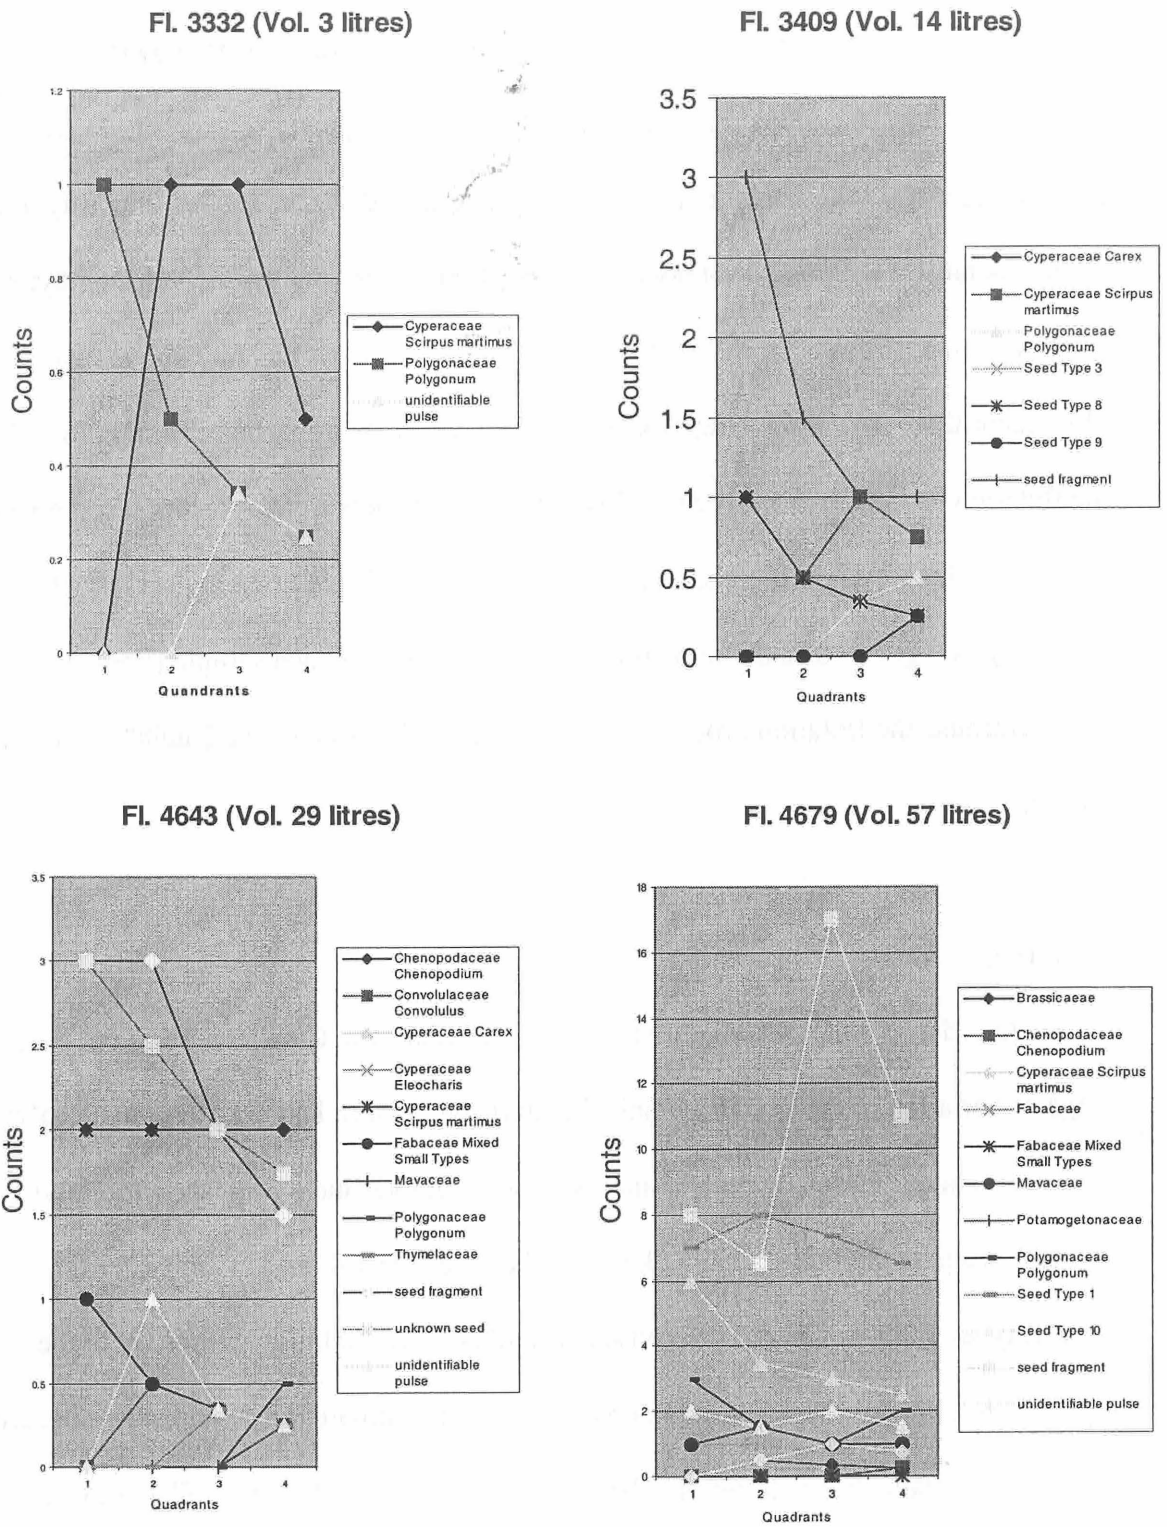 Fl. 3332 (Vol. 3 litres)
1.2
1
0.8
0.6
0.4
0.2
0
Counts
1 2 3 4
Quandrants
Cyperaceae
Scirpus martimus
Polygonaceae
Polygonum
unidentifiable
pulse
Fl. 3409 (Vol. 14 litres)
3.5
3
2.5
2
1.5
1
0.5
0
Counts
1 2 3 4
Quadrants
Cyperaceae Carex
Cyperaceae Scirpus
martimus
Polygonaceae
Polygonum
Seed Type 3
Seed Type 8
Seed Type 9
seed fragment
Fl. 4643 (Vol. 29 litres)
3.5
3
2.5
2
1.5
1
0.5
0
Counts
1 2 3 4
Quadrants
Chenopodaceae
Chenopodium
Convolulaceae
Convolulus
Cyperaceae Carex
Cyperaceae
Eleocharis
Cyperaceae
Scirpus martimus
Fabaceae Mixed
Small Types
Mavaceae
Polygonaceae
Polygonum
Thymelaceae
seed fragment
unknown seed
unidentifiable
pulse
Fl. 4679 (Vol. 57 litres)
18
16
14
12
10
8
6
4
2
0
Counts
1 2 3 4
Quadrants
Brassicaeae
Chenopodaceae
Chenopodium
Cyperaceae Scirpus
martimus
Fabaceae
Fabaceae Mixed
Small Types
Mavaceae
Potamogetonaceae
Polygonaceae
Polygonum
Seed Type 1
Seed Type 10
seed fragment
unidentifiable pulse